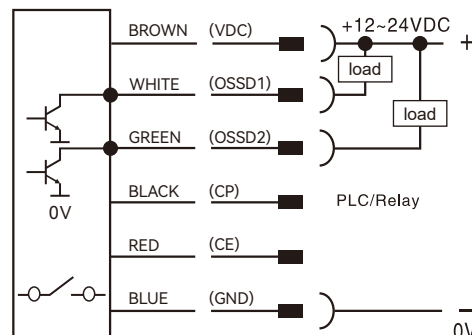 BROWN (VDC) +12~24VDC +
load
WHITE (OSSD1)
load
GREEN (OSSD2)
BLACK (CP) PLC/Relay
0V
RED (CE)
BLUE (GND) −
0V